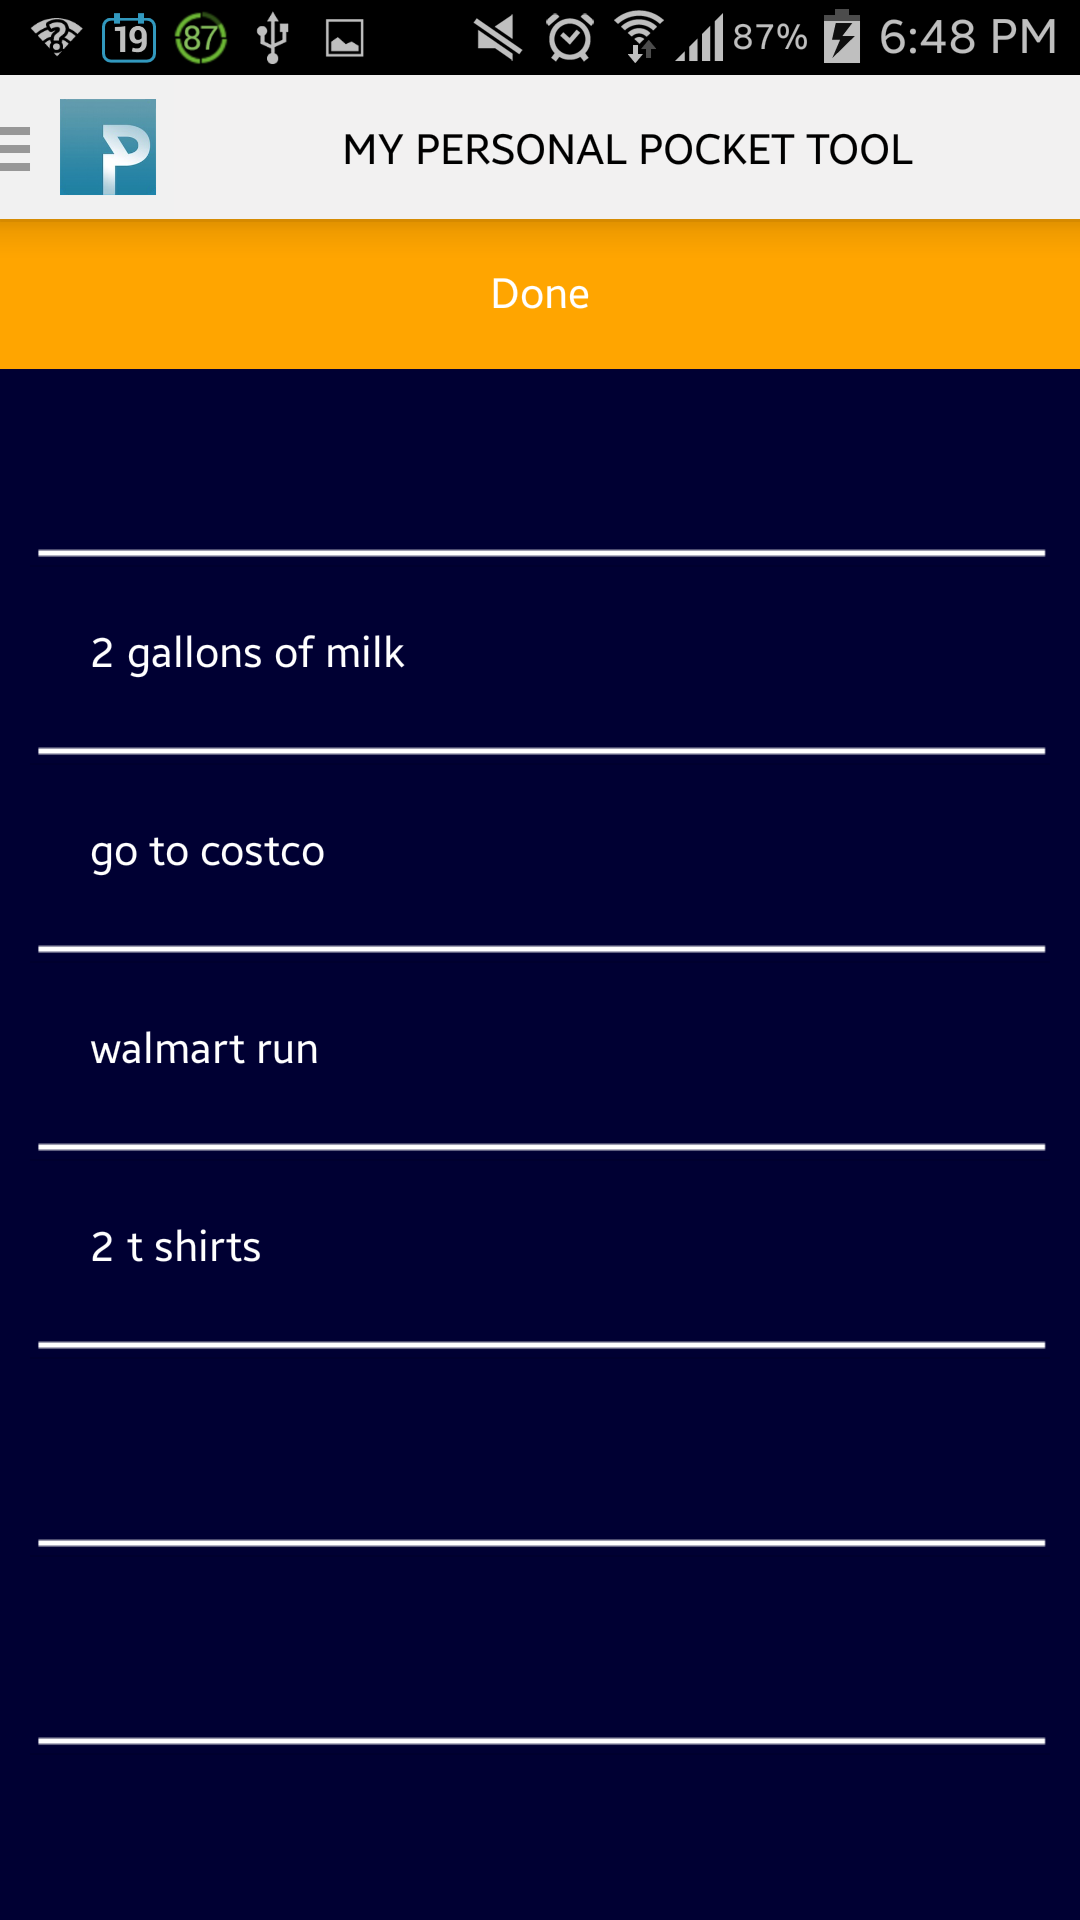 19 87 87% 6:48 PM
MY PERSONAL POCKET TOOL
Done
2 gallons of milk
go to costco
walmart run
2 t shirts